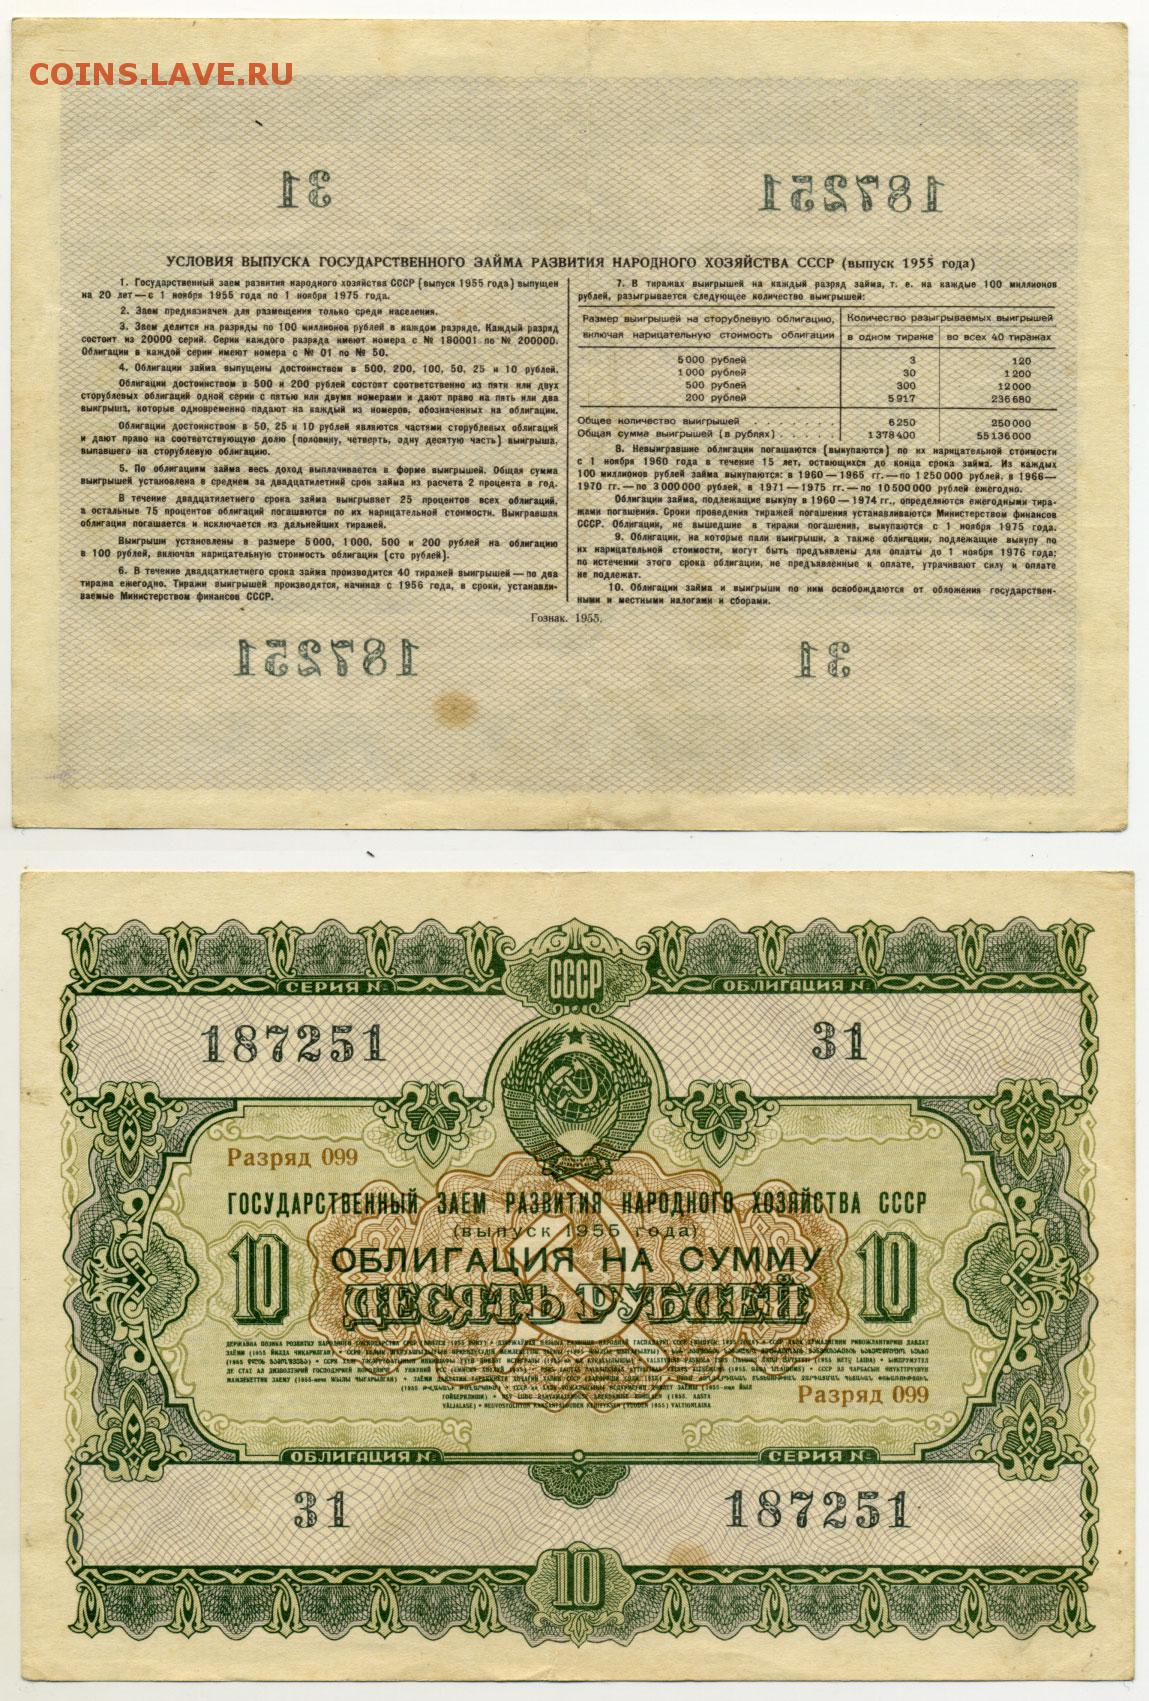 COINS.LAVE.RU
31 187251
УСЛОВИЯ ВЫПУСКА ГОСУДАРСТВЕННОГО ЗАЙМА РАЗВИТИЯ НАРОДНОГО ХОЗЯЙСТВА СССР (выпуск 1955 года)
1. Государственный заем развития народного хозяйства СССР (выпуск 1955 года) выпущен
на 20 лет — с 1 ноября 1955 года по 1 ноября 1975 года.
2. Заем предназначен для размещения только среди населения.
3. Заем делится на разряды по 100 миллионов рублей в каждом разряде. Каждый разряд
состоит из 20000 серий. Серии каждого разряда имеют номера с № 180001 по № 200000.
Облигации в каждой серии имеют номера с № 01 по № 50.
4. Облигации займа выпущены достоинством в 500, 200, 100, 50, 25 и 10 рублей.
Облигации достоинством в 500 и 200 рублей состоят соответственно из пяти или двух
сторублевых облигаций одной серии с пятью или двумя номерами и дают право на пять или два
выигрыша, которые одновременно падают на каждый из номеров, обозначенных на облигации.
Облигации достоинством в 50, 25 и 10 рублей являются частями сторублевых облигаций
и дают право на соответствующую долю (половину, четверть, одну десятую часть) выигрыша,
выпавшего на сторублевую облигацию.
5. По облигациям займа весь доход выплачивается в форме выигрышей. Общая сумма
выигрышей установлена в среднем за двадцатилетний срок займа из расчета 2 процента в год.
В течение двадцатилетнего срока займа выигрывает 25 процентов всех облигаций,
а остальные 75 процентов облигаций погашаются по их нарицательной стоимости. Выигравшая
облигация погашается и исключается из дальнейших тиражей.
Выигрыши установлены в размере 5000, 1000, 500 и 200 рублей на облигацию
в 100 рублей, включая нарицательную стоимость облигации (сто рублей).
6. В течение двадцатилетнего срока займа производится 40 тиражей выигрышей — по два
тиража ежегодно. Тиражи выигрышей производятся, начиная с 1956 года, в сроки, устанавли-
ваемые Министерством финансов СССР.
7. В тиражах выигрышей на каждый разряд займа, т. е. на каждые 100 миллионов
рублей, разыгрывается следующее количество выигрышей:
Размер выигрышей на сторублевую облигацию, Количество разыгрываемых выигрышей
включая нарицательную стоимость облигации в одном тираже во всех 40 тиражах
5000 рублей 3 120
1000 рублей 30 1200
500 рублей 300 12000
200 рублей 5917 236680
Общее количество выигрышей . . . . . . . . 6250 250000
Общая сумма выигрышей (в рублях) . . . . . . 1378400 55136000
8. Невыигравшие облигации погашаются (выкупаются) по их нарицательной стоимости
с 1 ноября 1960 года в течение 15 лет, остающихся до конца срока займа. Из каждых
100 миллионов рублей займа выкупаются: в 1960 — 1965 гг. — по 1250000 рублей, в 1966—
1970 гг. — по 3000000 рублей, в 1971 — 1975 гг. — по 10500000 рублей ежегодно.
Облигации займа, подлежащие выкупу в 1960 — 1974 гг., определяются ежегодными тира-
жами погашения. Сроки проведения тиражей погашения устанавливаются Министерством финансов
СССР. Облигации, не вышедшие в тиражи погашения, выкупаются с 1 ноября 1975 года.
9. Облигации, на которые пали выигрыши, а также облигации, подлежащие выкупу по
их нарицательной стоимости, могут быть предъявлены для оплаты до 1 ноября 1976 года;
по истечении этого срока облигации, не предъявленные к оплате, утрачивают силу и оплате
не подлежат.
10. Облигации займа и выигрыши по ним освобождаются от обложения государствен-
ными и местными налогами и сборами.
Гознак. 1955.
187251 31
СССР
СЕРИЯ № ОБЛИГАЦИЯ №
187251 31
Разряд 099
ГОСУДАРСТВЕННЫЙ ЗАЕМ РАЗВИТИЯ НАРОДНОГО ХОЗЯЙСТВА СССР
(выпуск 1955 года)
10 ОБЛИГАЦИЯ НА СУММУ 10
ДЕСЯТЬ РУБЛЕЙ
Разряд 099
ОБЛИГАЦИЯ № СЕРИЯ №
31 187251
10